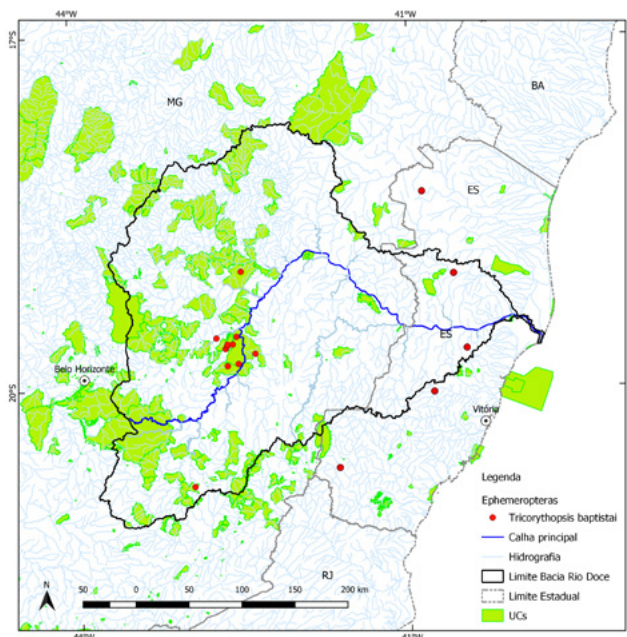 44°W
41°W
17°S
BA
MG
ES
ES
Belo Horizonte
20°S
Vitória
Legenda
Ephemeropteras
Tricorythopsis baptistai
Calha principal
Hidrografia
Limite Bacia Rio Doce
Limite Estadual
UCs
RJ
N
50 0 50 100 150 200 km